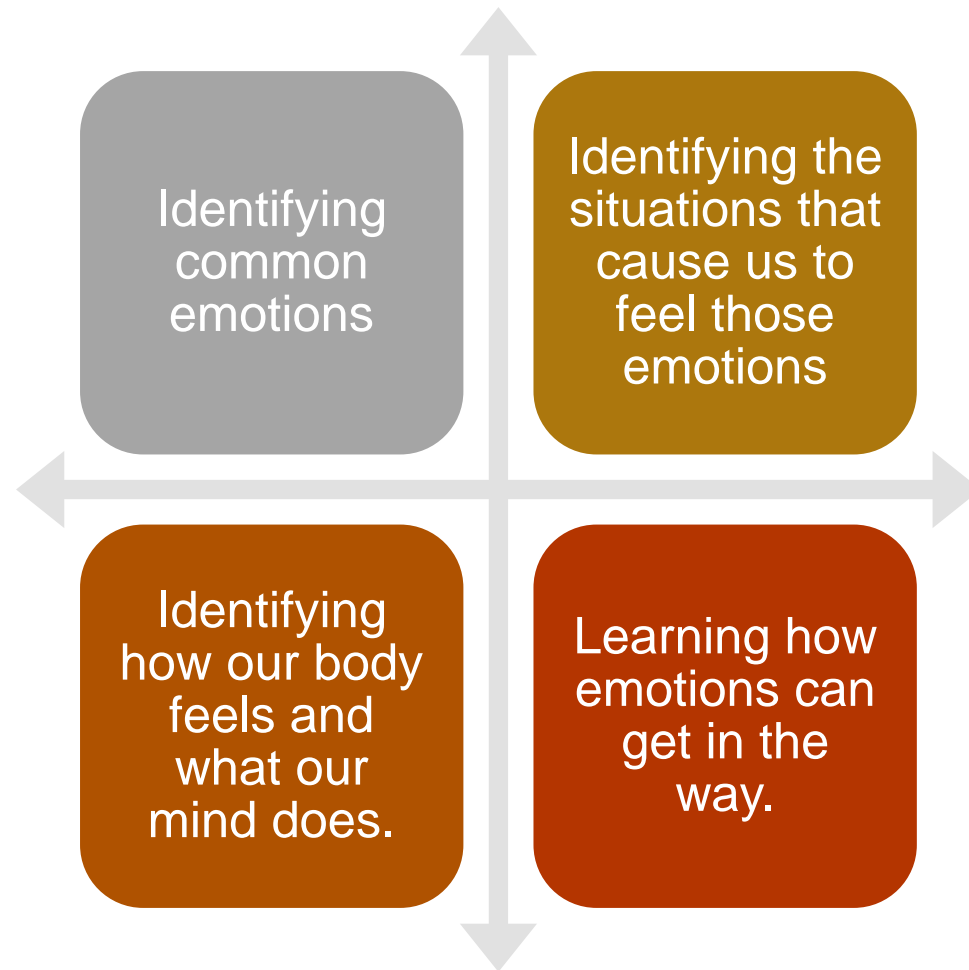 Identifying
common
emotions
Identifying the
situations that
cause us to
feel those
emotions
Identifying
how our body
feels and
what our
mind does.
Learning how
emotions can
get in the
way.